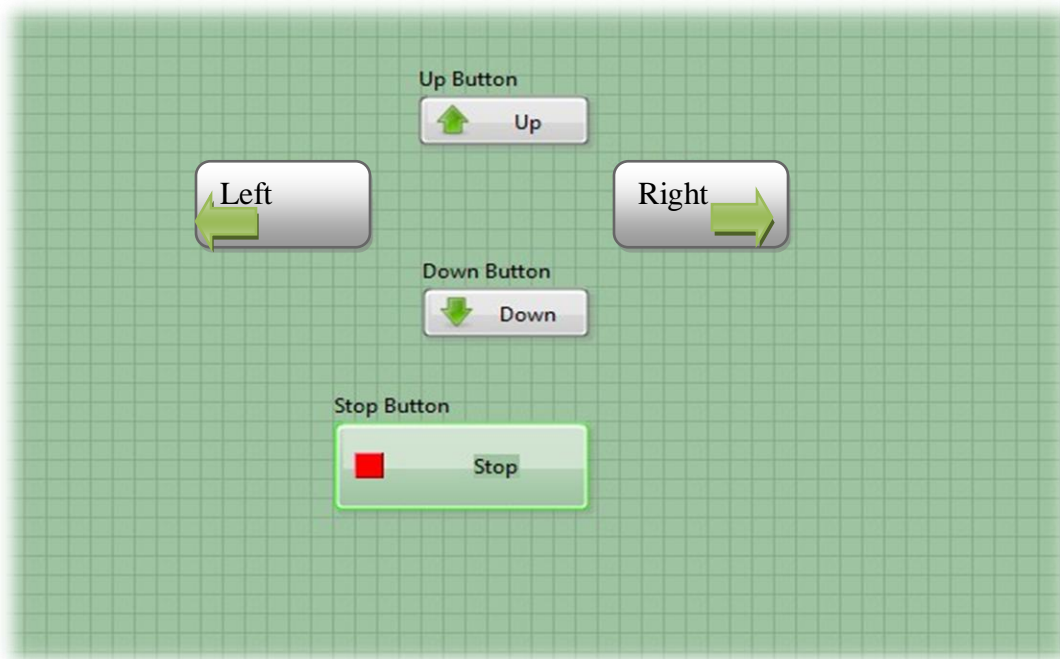 Up Button
Up
Left
Right
Down Button
Down
Stop Button
Stop